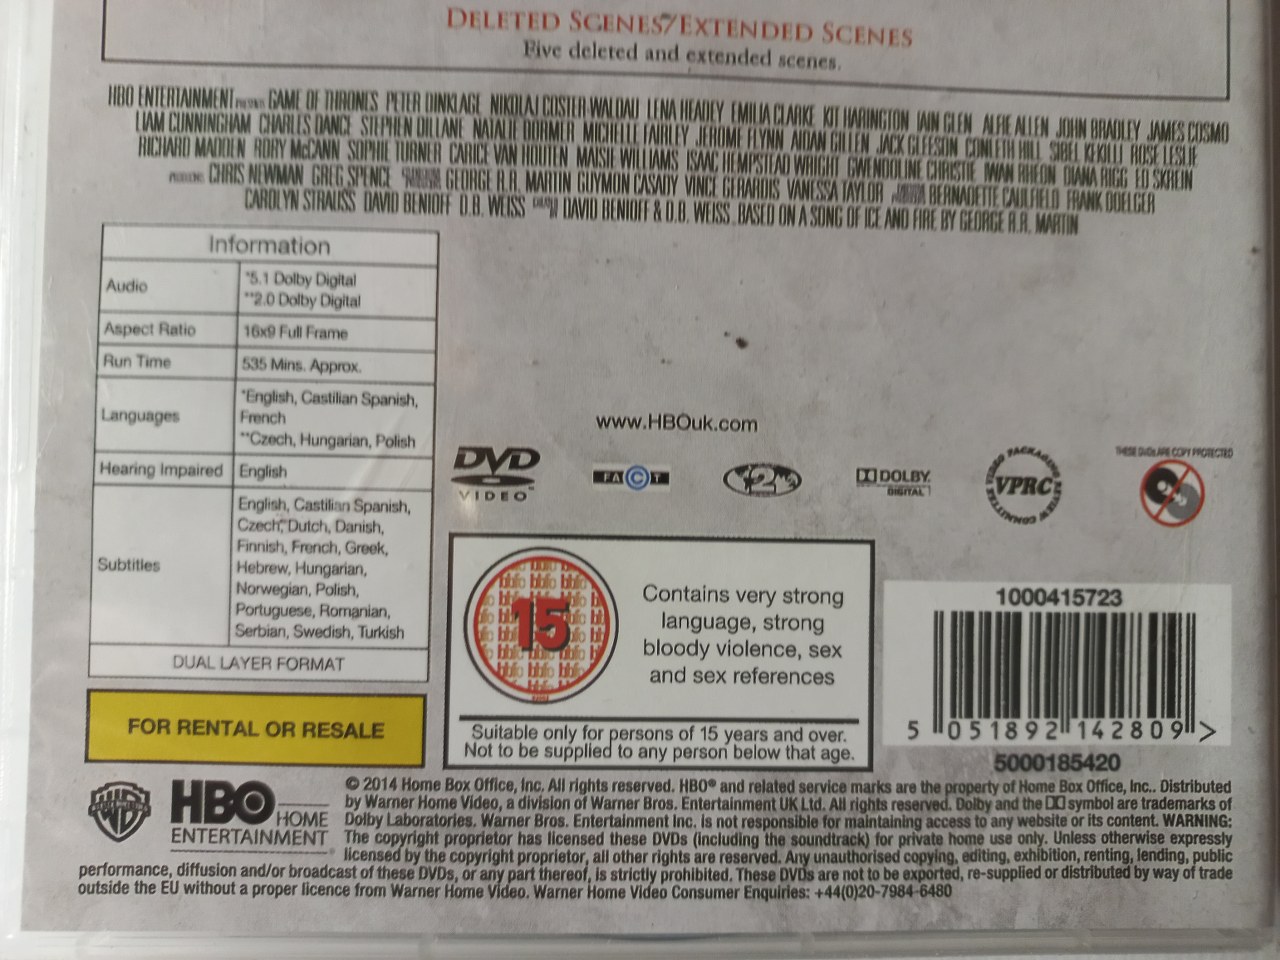 DELETED SCENES/EXTENDED SCENES
Five deleted and extended scenes.
HBO ENTERTAINMENT PRESENTS GAME OF THRONES PETER DINKLAGE NIKOLAJ COSTER-WALDAU LENA HEADEY EMILIA CLARKE KIT HARINGTON IAIN GLEN ALFIE ALLEN JOHN BRADLEY JAMES COSMO
LIAM CUNNINGHAM CHARLES DANCE STEPHEN DILLANE NATALIE DORMER MICHELLE FAIRLEY JEROME FLYNN AIDAN GILLEN JACK GLEESON CONLETH HILL SIBEL KEKILLI ROSE LESLIE
RICHARD MADDEN RORY McCANN SOPHIE TURNER CARICE VAN HOUTEN MAISIE WILLIAMS ISAAC HEMPSTEAD WRIGHT GWENDOLINE CHRISTIE IWAN RHEON DIANA RIGG ED SKREIN
CHRIS NEWMAN GREG SPENCE GEORGE R.R. MARTIN GUYMON CASADY VINCE GERARDIS VANESSA TAYLOR BERNADETTE CAULFIELD FRANK DOELGER
CAROLYN STRAUSS DAVID BENIOFF D.B. WEISS DAVID BENIOFF & D.B. WEISS BASED ON A SONG OF ICE AND FIRE BY GEORGE R.R. MARTIN
Information
Audio
*5.1 Dolby Digital
**2.0 Dolby Digital
Aspect Ratio
16x9 Full Frame
Run Time
535 Mins. Approx.
Languages
*English, Castilian Spanish,
French
**Czech, Hungarian, Polish
Hearing Impaired
English
Subtitles
English, Castilian Spanish,
Czech, Dutch, Danish,
Finnish, French, Greek,
Hebrew, Hungarian,
Norwegian, Polish,
Portuguese, Romanian,
Serbian, Swedish, Turkish
DUAL LAYER FORMAT
FOR RENTAL OR RESALE
www.HBOuk.com
DVD
VIDEO
FACT
2
DOLBY
DIGITAL
VIDEO PACKAGING REVIEW COMMITTEE
VPRC
THESE DVDs ARE COPY PROTECTED
15
Contains very strong
language, strong
bloody violence, sex
and sex references
Suitable only for persons of 15 years and over.
Not to be supplied to any person below that age.
1000415723
5 051892 142809 >
5000185420
WB
HBO
HOME
ENTERTAINMENT
© 2014 Home Box Office, Inc. All rights reserved. HBO® and related service marks are the property of Home Box Office, Inc.. Distributed
by Warner Home Video, a division of Warner Bros. Entertainment UK Ltd. All rights reserved. Dolby and the symbol are trademarks of
Dolby Laboratories. Warner Bros. Entertainment Inc. is not responsible for maintaining access to any website or its content. WARNING:
The copyright proprietor has licensed these DVDs (including the soundtrack) for private home use only. Unless otherwise expressly
licensed by the copyright proprietor, all other rights are reserved. Any unauthorised copying, editing, exhibition, renting, lending, public
performance, diffusion and/or broadcast of these DVDs, or any part thereof, is strictly prohibited. These DVDs are not to be exported, re-supplied or distributed by way of trade
outside the EU without a proper licence from Warner Home Video. Warner Home Video Consumer Enquiries: +44(0)20-7984-6480